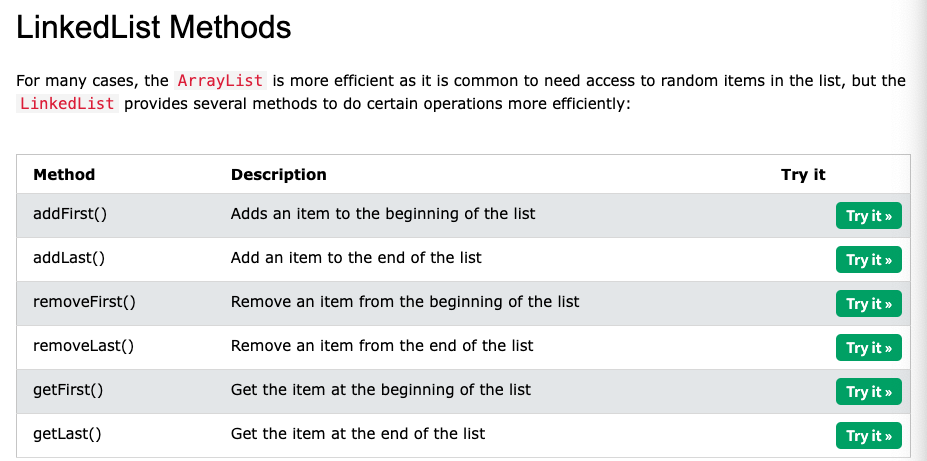 LinkedList Methods
For many cases, the ArrayList is more efficient as it is common to need access to random items in the list, but the
LinkedList provides several methods to do certain operations more efficiently:
Method Description Try it
addFirst() Adds an item to the beginning of the list Try it »
addLast() Add an item to the end of the list Try it »
removeFirst() Remove an item from the beginning of the list Try it »
removeLast() Remove an item from the end of the list Try it »
getFirst() Get the item at the beginning of the list Try it »
getLast() Get the item at the end of the list Try it »